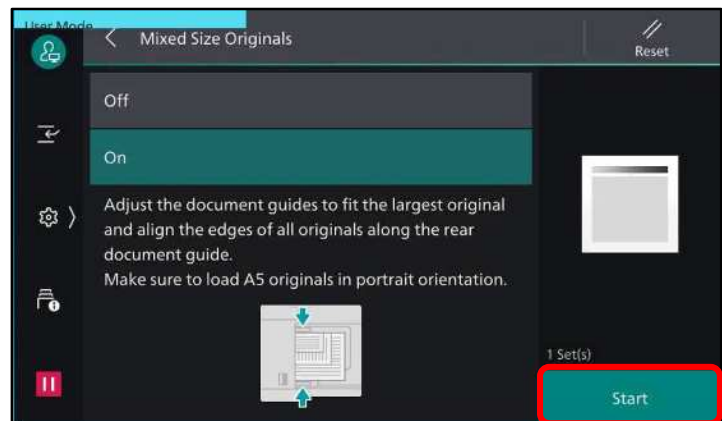 User Mode
Mixed Size Originals
Reset
Off
On
Adjust the document guides to fit the largest original
and align the edges of all originals along the rear
document guide.
Make sure to load A5 originals in portrait orientation.
1 Set(s)
Start